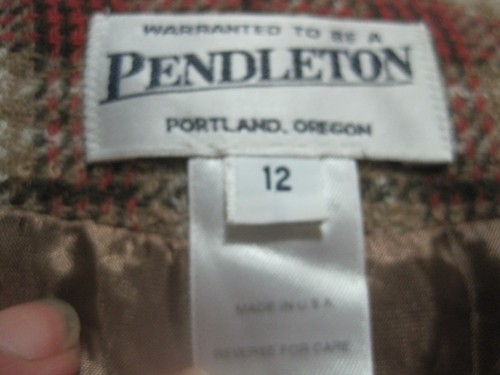 WARRANTED TO BE A
PENDLETON
PORTLAND, OREGON
12
MADE IN U.S.A
REVERSE FOR CARE